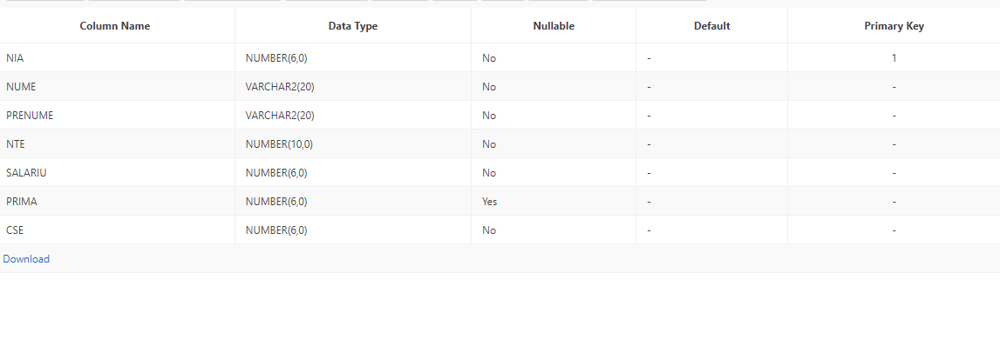 Column Name Data Type Nullable Default Primary Key
NIA NUMBER(6,0) No - 1
NUME VARCHAR2(20) No - -
PRENUME VARCHAR2(20) No - -
NTE NUMBER(10,0) No - -
SALARIU NUMBER(6,0) No - -
PRIMA NUMBER(6,0) Yes - -
CSE NUMBER(6,0) No - -
Download